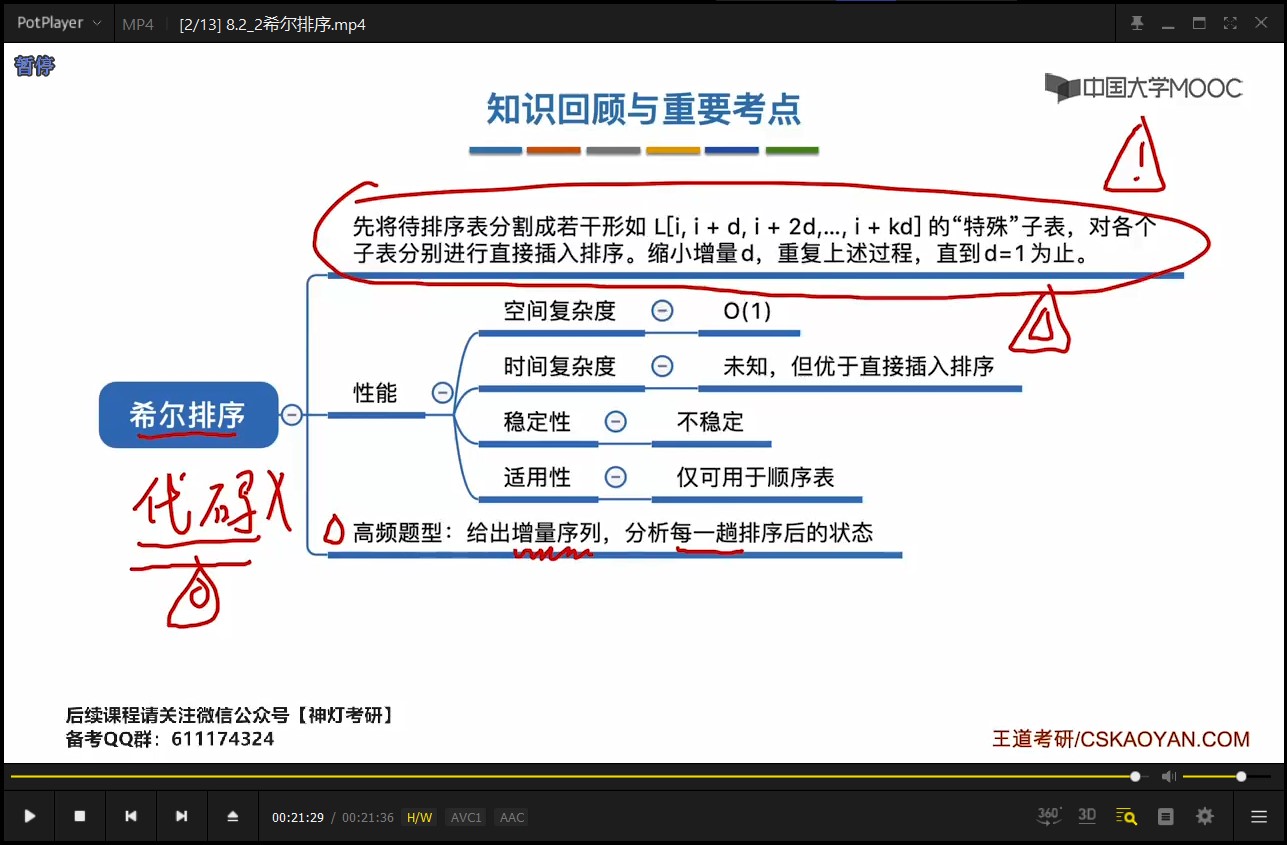 PotPlayer MP4 [2/13] 8.2_2希尔排序.mp4
暂停
中国大学MOOC
知识回顾与重要考点
先将待排序表分割成若干形如 L[i, i + d, i + 2d,..., i + kd] 的“特殊”子表，对各个
子表分别进行直接插入排序。缩小增量d，重复上述过程，直到d=1为止。
空间复杂度 O(1)
时间复杂度 未知，但优于直接插入排序
性能
稳定性 不稳定
希尔排序
适用性 仅可用于顺序表
代码X
高频题型：给出增量序列，分析每一趟排序后的状态
后续课程请关注微信公众号【神灯考研】
备考QQ群：611174324
王道考研/CSKAOYAN.COM
00:21:29 / 00:21:36 H/W AVC1 AAC
360° 3D